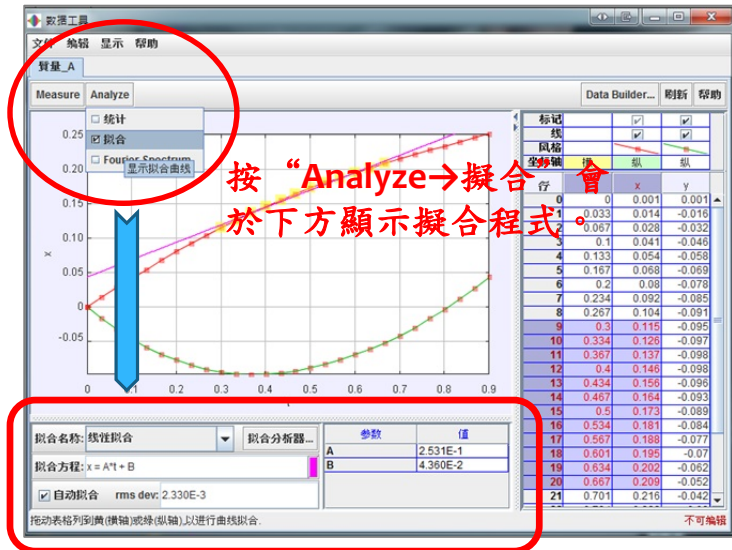 数据工具
文件 编辑 显示 帮助
質量_A
Measure Analyze Data Builder... 刷新 帮助
统计
拟合
Fourier Spectrum
显示拟合曲线
按“Analyze→擬合 會
於下方顯示擬合程式。
0.25
0.20
0.15
0.10
0.05
0
-0.05
x
0 0.1 0.2 0.3 0.4 0.5 0.6 0.7 0.8 0.9
标记
线
风格
坐标轴 横 纵 纵
行 x y
0 0 0.001 0.001
1 0.033 0.014 -0.016
2 0.067 0.028 -0.032
3 0.1 0.041 -0.046
4 0.133 0.054 -0.058
5 0.167 0.068 -0.069
6 0.2 0.08 -0.078
7 0.234 0.092 -0.085
8 0.267 0.104 -0.091
9 0.3 0.115 -0.095
10 0.334 0.126 -0.097
11 0.367 0.137 -0.098
12 0.4 0.146 -0.098
13 0.434 0.156 -0.096
14 0.467 0.164 -0.093
15 0.5 0.173 -0.089
16 0.534 0.181 -0.084
17 0.567 0.188 -0.077
18 0.601 0.195 -0.07
19 0.634 0.202 -0.062
20 0.667 0.209 -0.052
21 0.701 0.216 -0.042
拟合名称: 线性拟合 拟合分析器...
拟合方程: x = A*t + B
自动拟合 rms dev: 2.330E-3
参数 值
A 2.531E-1
B 4.360E-2
拖动表格列到黄(横轴)或绿(纵轴),以进行曲线拟合.
不可编辑